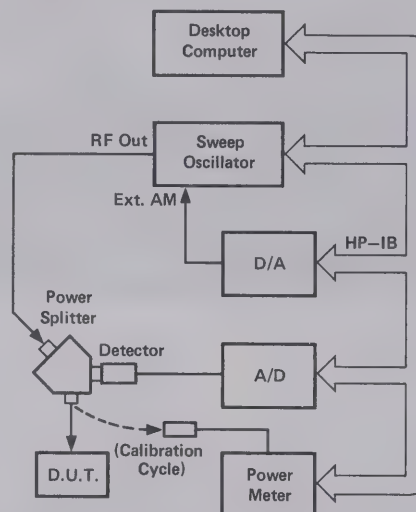 Desktop
Computer
RF Out
Sweep
Oscillator
Ext. AM
HP–IB
D/A
Power
Splitter
Detector
A/D
(Calibration
Cycle)
D.U.T.
Power
Meter